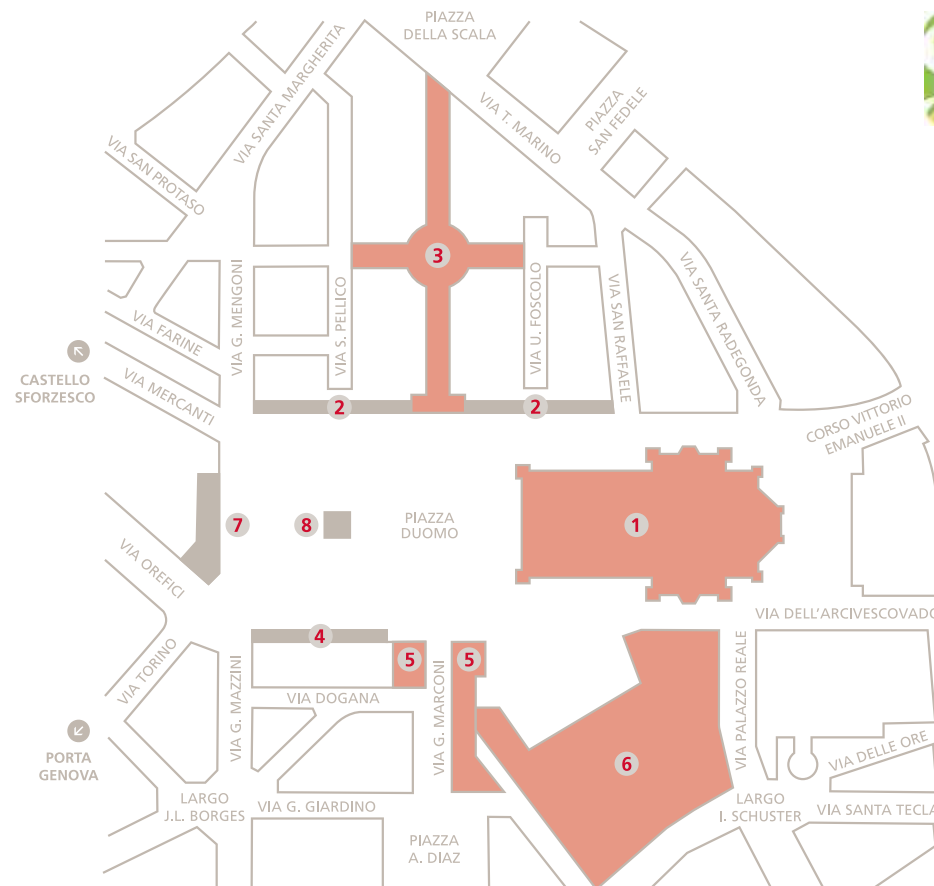 PIAZZA
DELLA SCALA
VIA SANTA MARGHERITA
VIA T. MARINO
PIAZZA
SAN FEDELE
VIA SAN PROTASO
3
VIA G. MENGONI
VIA S. PELLICO
VIA U. FOSCOLO
VIA SAN RAFFAELE
VIA SANTA RADEGONDA
VIA FARINE
CASTELLO
SFORZESCO
VIA MERCANTI
2
2
CORSO VITTORIO
EMANUELE II
7
8
PIAZZA
DUOMO
1
VIA OREFICI
VIA DELL'ARCIVESCOVADO
4
5
5
VIA TORINO
VIA G. MAZZINI
VIA DOGANA
VIA G. MARCONI
VIA PALAZZO REALE
PORTA
GENOVA
6
VIA DELLE ORE
LARGO
J.L. BORGES
VIA G. GIARDINO
LARGO
I. SCHUSTER
VIA SANTA TECLA
PIAZZA
A. DIAZ